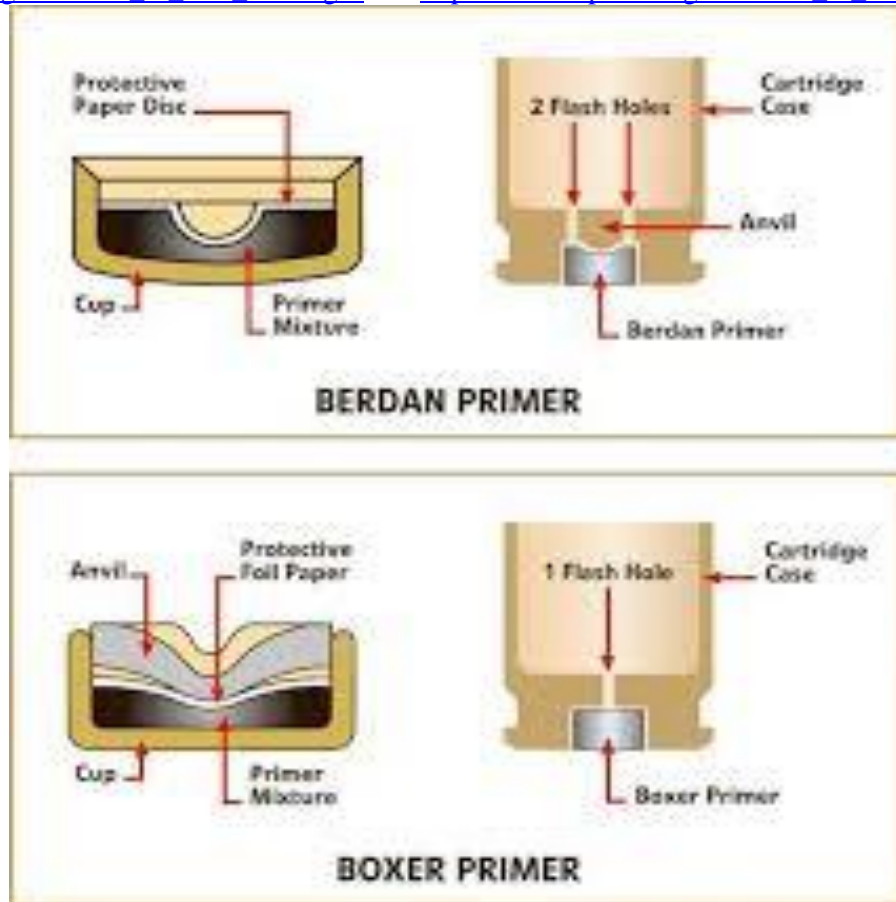 Protective
Paper Disc
2 Flash Holes
Cartridge
Case
Anvil
Cup
Primer
Mixture
Berdan Primer
BERDAN PRIMER
Anvil
Protective
Foil Paper
1 Flash Hole
Cartridge
Case
Cup
Primer
Mixture
Boxer Primer
BOXER PRIMER